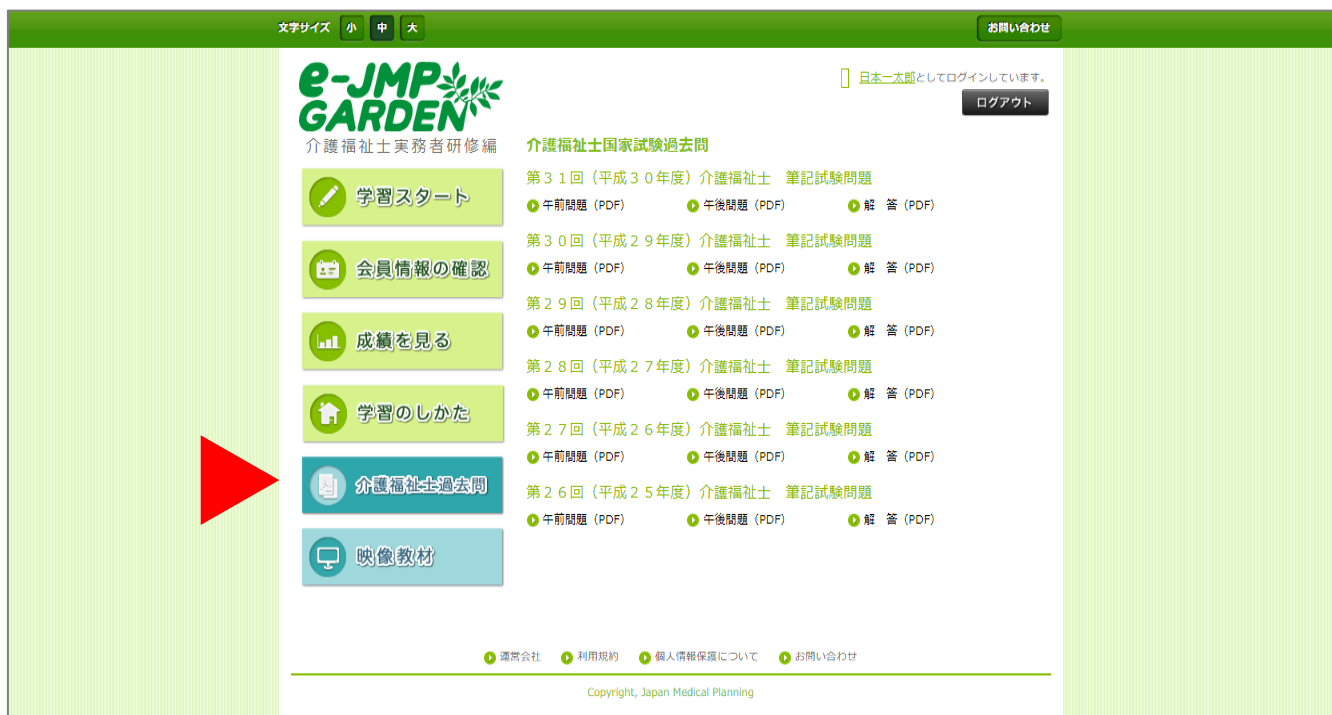 文字サイズ 小 中 大 お問い合わせ
e-JMP
GARDEN
介護福祉士実務者研修編
日本一太郎としてログインしています。
ログアウト
学習スタート
会員情報の確認
成績を見る
学習のしかた
介護福祉士過去問
映像教材
介護福祉士国家試験過去問
第３１回（平成３０年度）介護福祉士　筆記試験問題
午前問題（PDF） 午後問題（PDF） 解　答（PDF）
第３０回（平成２９年度）介護福祉士　筆記試験問題
午前問題（PDF） 午後問題（PDF） 解　答（PDF）
第２９回（平成２８年度）介護福祉士　筆記試験問題
午前問題（PDF） 午後問題（PDF） 解　答（PDF）
第２８回（平成２７年度）介護福祉士　筆記試験問題
午前問題（PDF） 午後問題（PDF） 解　答（PDF）
第２７回（平成２６年度）介護福祉士　筆記試験問題
午前問題（PDF） 午後問題（PDF） 解　答（PDF）
第２６回（平成２５年度）介護福祉士　筆記試験問題
午前問題（PDF） 午後問題（PDF） 解　答（PDF）
運営会社 利用規約 個人情報保護について お問い合わせ
Copyright, Japan Medical Planning